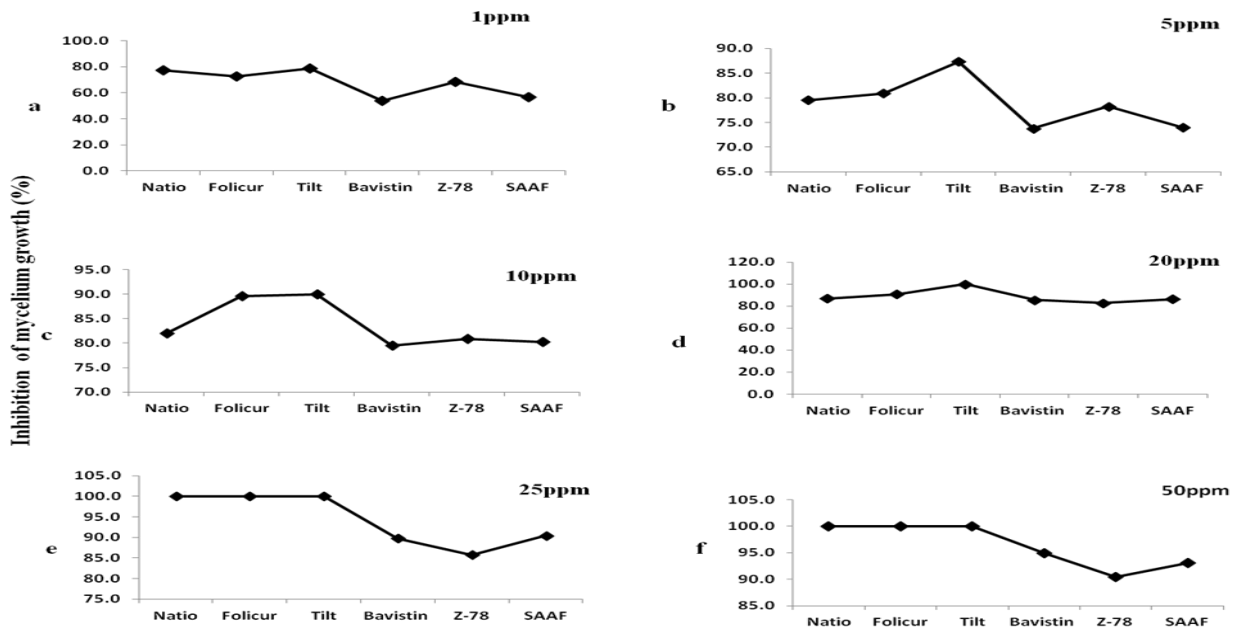 Inhibition of mycelium growth (%)
a
1ppm
100.0
80.0
60.0
40.0
20.0
0.0
Natio Folicur Tilt Bavistin Z-78 SAAF
b
5ppm
90.0
85.0
80.0
75.0
70.0
65.0
Natio Folicur Tilt Bavistin Z-78 SAAF
c
10ppm
95.0
90.0
85.0
80.0
75.0
70.0
Natio Folicur Tilt Bavistin Z-78 SAAF
d
20ppm
120.0
100.0
80.0
60.0
40.0
20.0
0.0
Natio Folicur Tilt Bavistin Z-78 SAAF
e
25ppm
105.0
100.0
95.0
90.0
85.0
80.0
75.0
Natio Folicur Tilt Bavistin Z-78 SAAF
f
50ppm
105.0
100.0
95.0
90.0
85.0
Natio Folicur Tilt Bavistin Z-78 SAAF